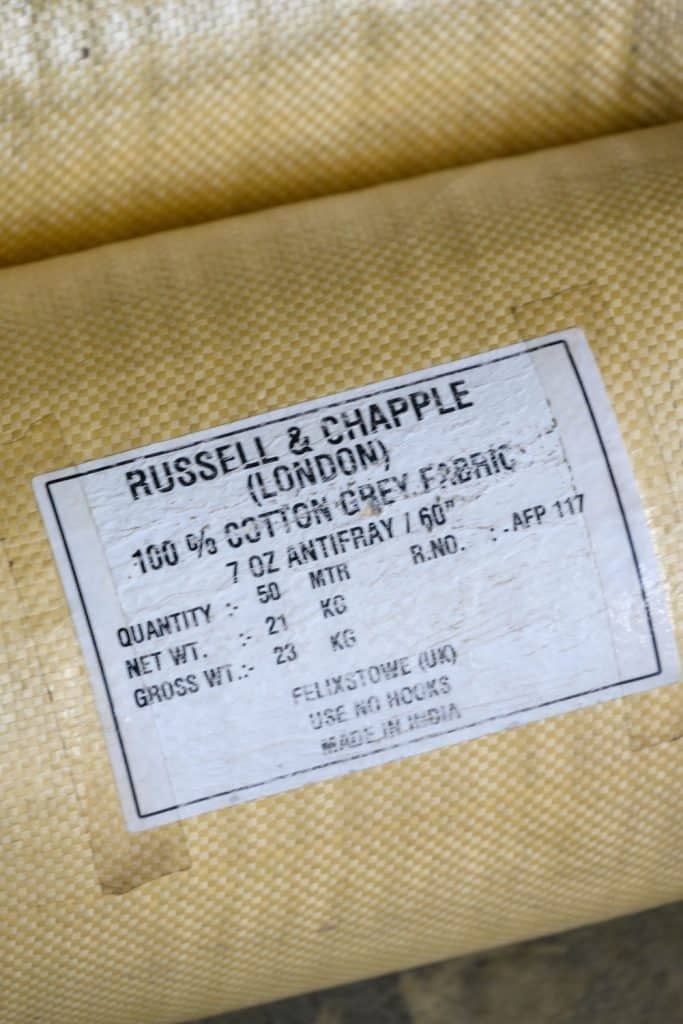 RUSSELL & CHAPPLE
(LONDON)
100 % COTTON GREY FABRIC
7 OZ ANTIFRAY / 60"
QUANTITY :- 50 MTR R.NO. :- AFP 117
NET WT. :- 21 KG
GROSS WT.:- 23 KG
FELIXSTOWE (UK)
USE NO HOOKS
MADE IN INDIA